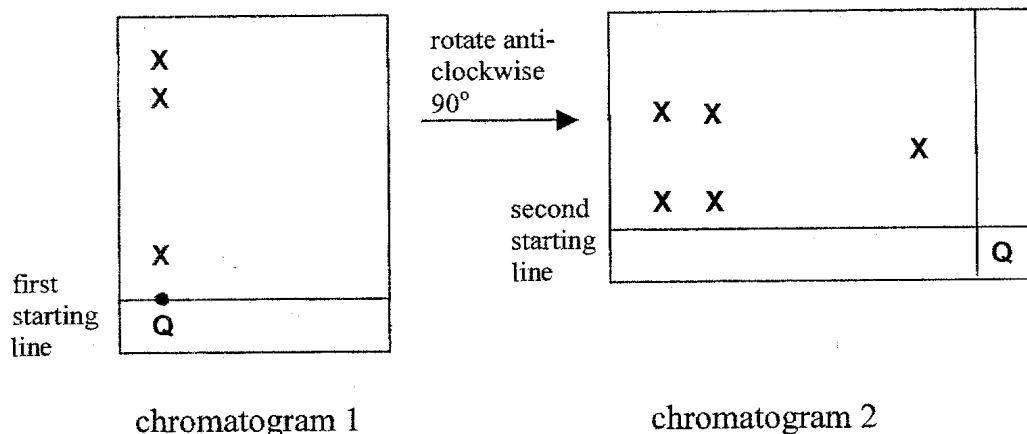 X
X
X
first
starting
line
Q
chromatogram 1
rotate anti-
clockwise
90°
X X
X
X X
second
starting
line
Q
chromatogram 2